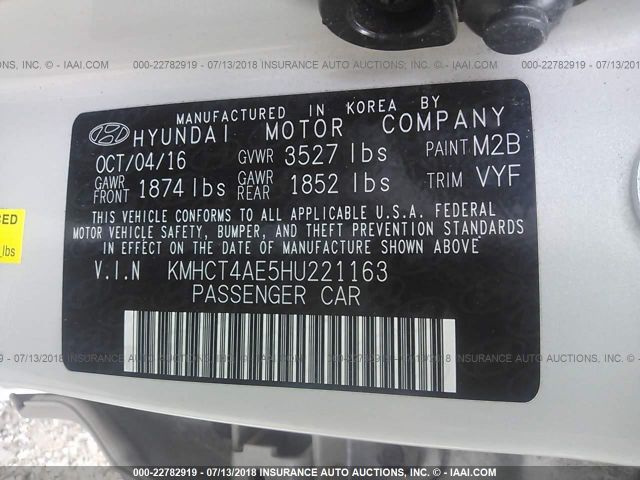 NCE AUCTIONS, INC. - IAAI.COM 000-22782919 - 07/13/2018 INSURANCE AUTO AUCTIONS, INC. - IAAI.COM 000-22782919 - 07/
MANUFACTURED IN KOREA BY
HYUNDAI MOTOR COMPANY
OCT/04/16 GVWR 3527 lbs PAINT M2B
GAWR FRONT 1874 lbs GAWR REAR 1852 lbs TRIM VYF
THIS VEHICLE CONFORMS TO ALL APPLICABLE U.S.A. FEDERAL
MOTOR VEHICLE SAFETY, BUMPER, AND THEFT PREVENTION STANDARDS
IN EFFECT ON THE DATE OF MANUFACTURE SHOWN ABOVE.
V.I.N KMHCT4AE5HU221163
PASSENGER CAR
CED
lbs
000-22782919 - 07/13/2018 INSURANCE AUTO AUCTIONS, INC. - IAAI.COM